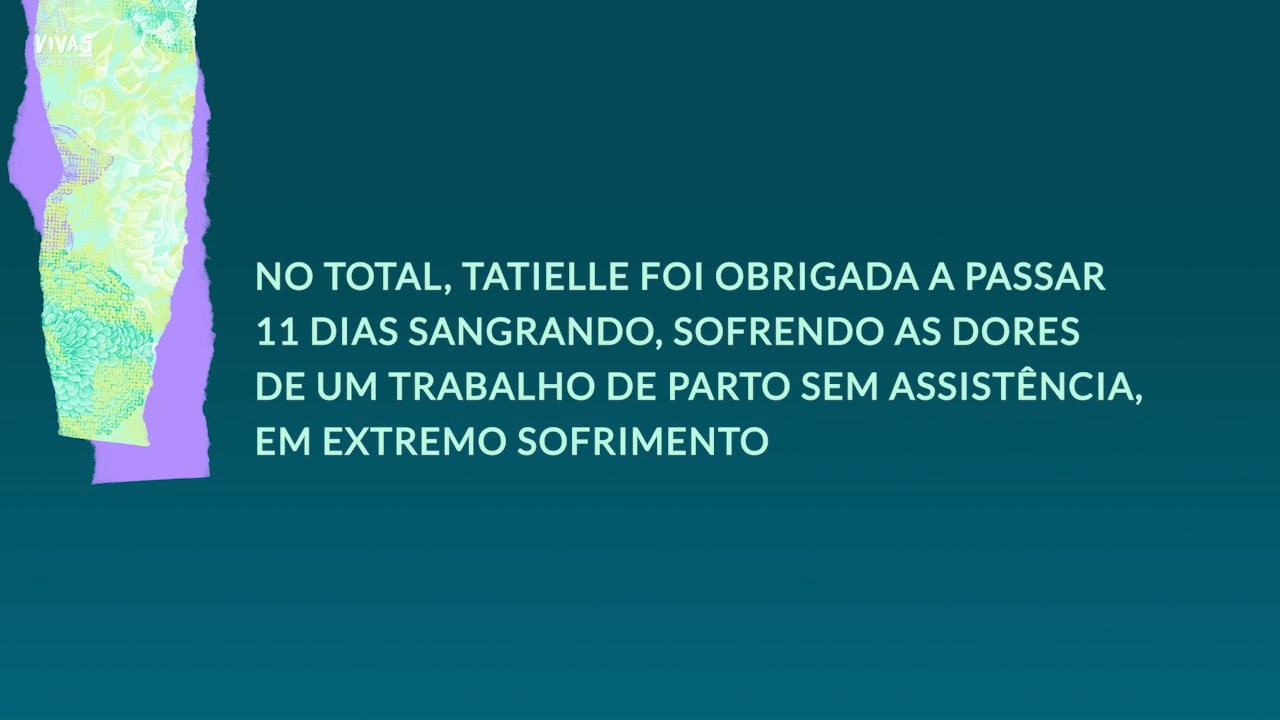 VIVAS
NO TOTAL, TATIELLE FOI OBRIGADA A PASSAR
11 DIAS SANGRANDO, SOFRENDO AS DORES
DE UM TRABALHO DE PARTO SEM ASSISTÊNCIA,
EM EXTREMO SOFRIMENTO